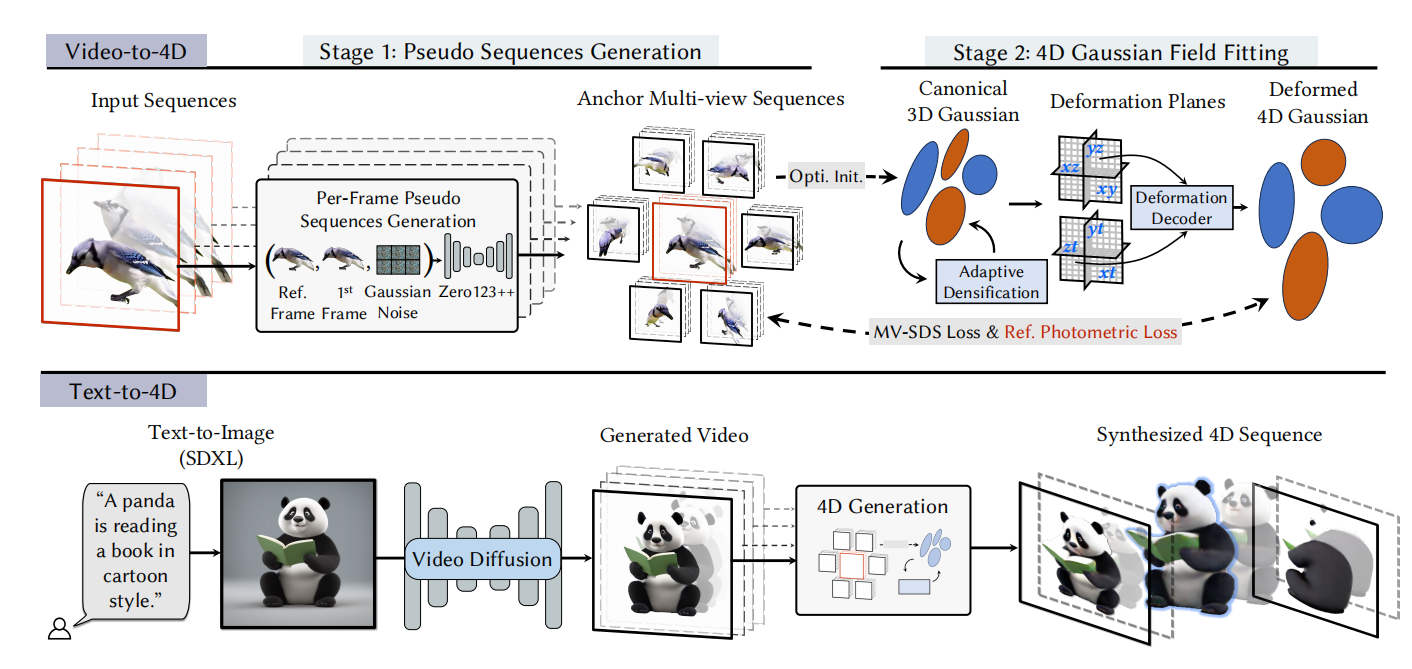 Video-to-4D
Stage 1: Pseudo Sequences Generation
Stage 2: 4D Gaussian Field Fitting
Input Sequences
Per-Frame Pseudo
Sequences Generation
( , , )
Ref.
Frame
1st
Frame
Gaussian
Noise
Zero123++
Anchor Multi-view Sequences
Opti. Init.
Canonical
3D Gaussian
Adaptive
Densification
Deformation Planes
yz
xz
xy
yt
zt
xt
Deformation
Decoder
Deformed
4D Gaussian
MV-SDS Loss & Ref. Photometric Loss
Text-to-4D
Text-to-Image
(SDXL)
“A panda
is reading
a book in
cartoon
style.”
Video Diffusion
Generated Video
4D Generation
Synthesized 4D Sequence